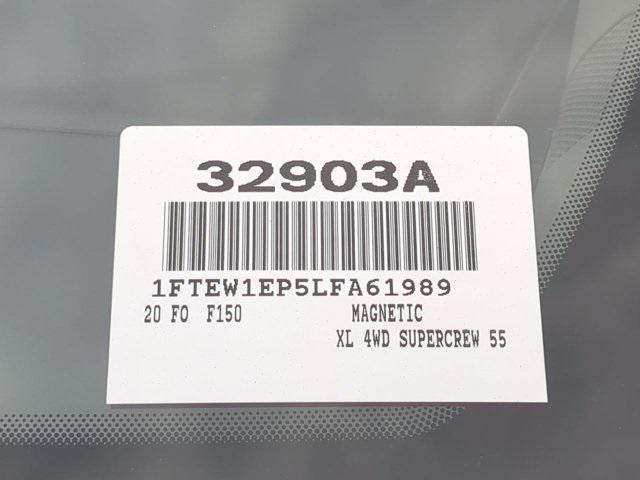 32903A
1FTEW1EP5LFA61989
20 FO F150 MAGNETIC
XL 4WD SUPERCREW 55